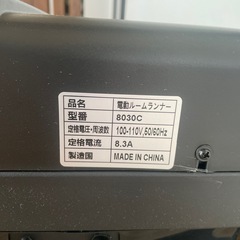 品名 電動ルームランナー
型番 8030C
定格電圧・周波数 100-110V,50/60Hz
定格電流 8.3A
製造国 MADE IN CHINA